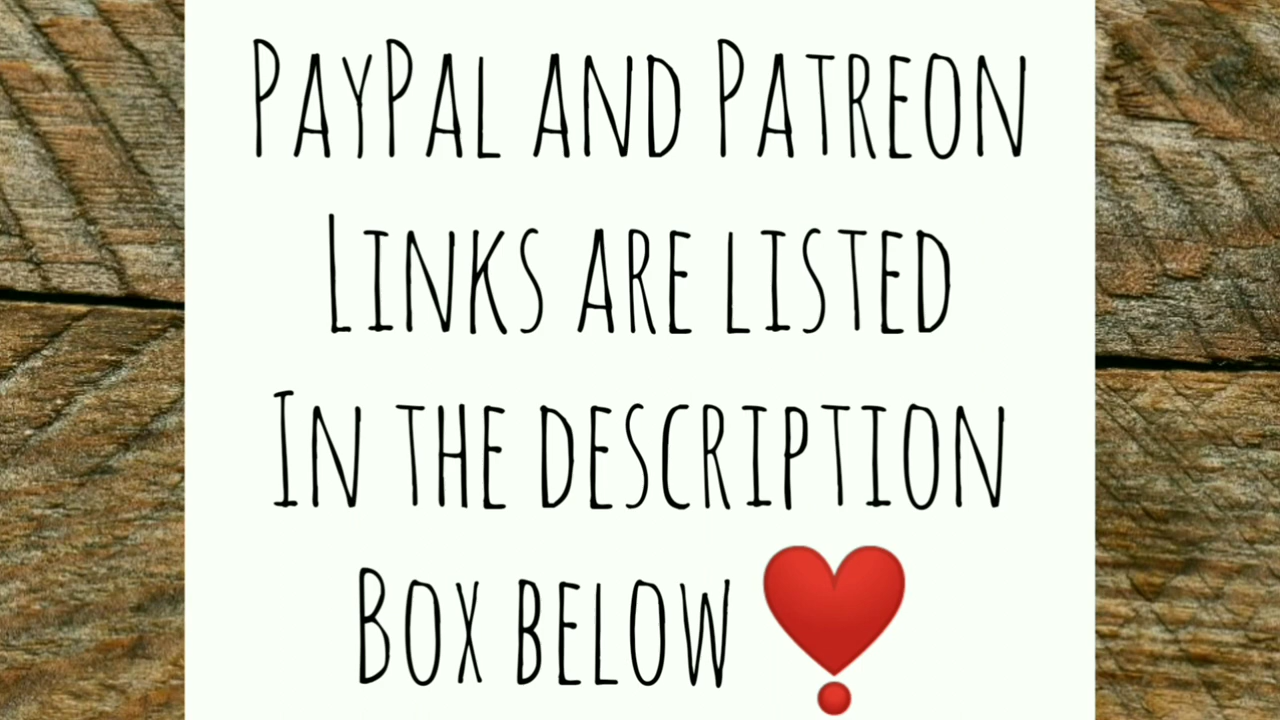 PayPal and Patreon
Links are listed
In the description
Box below ❣